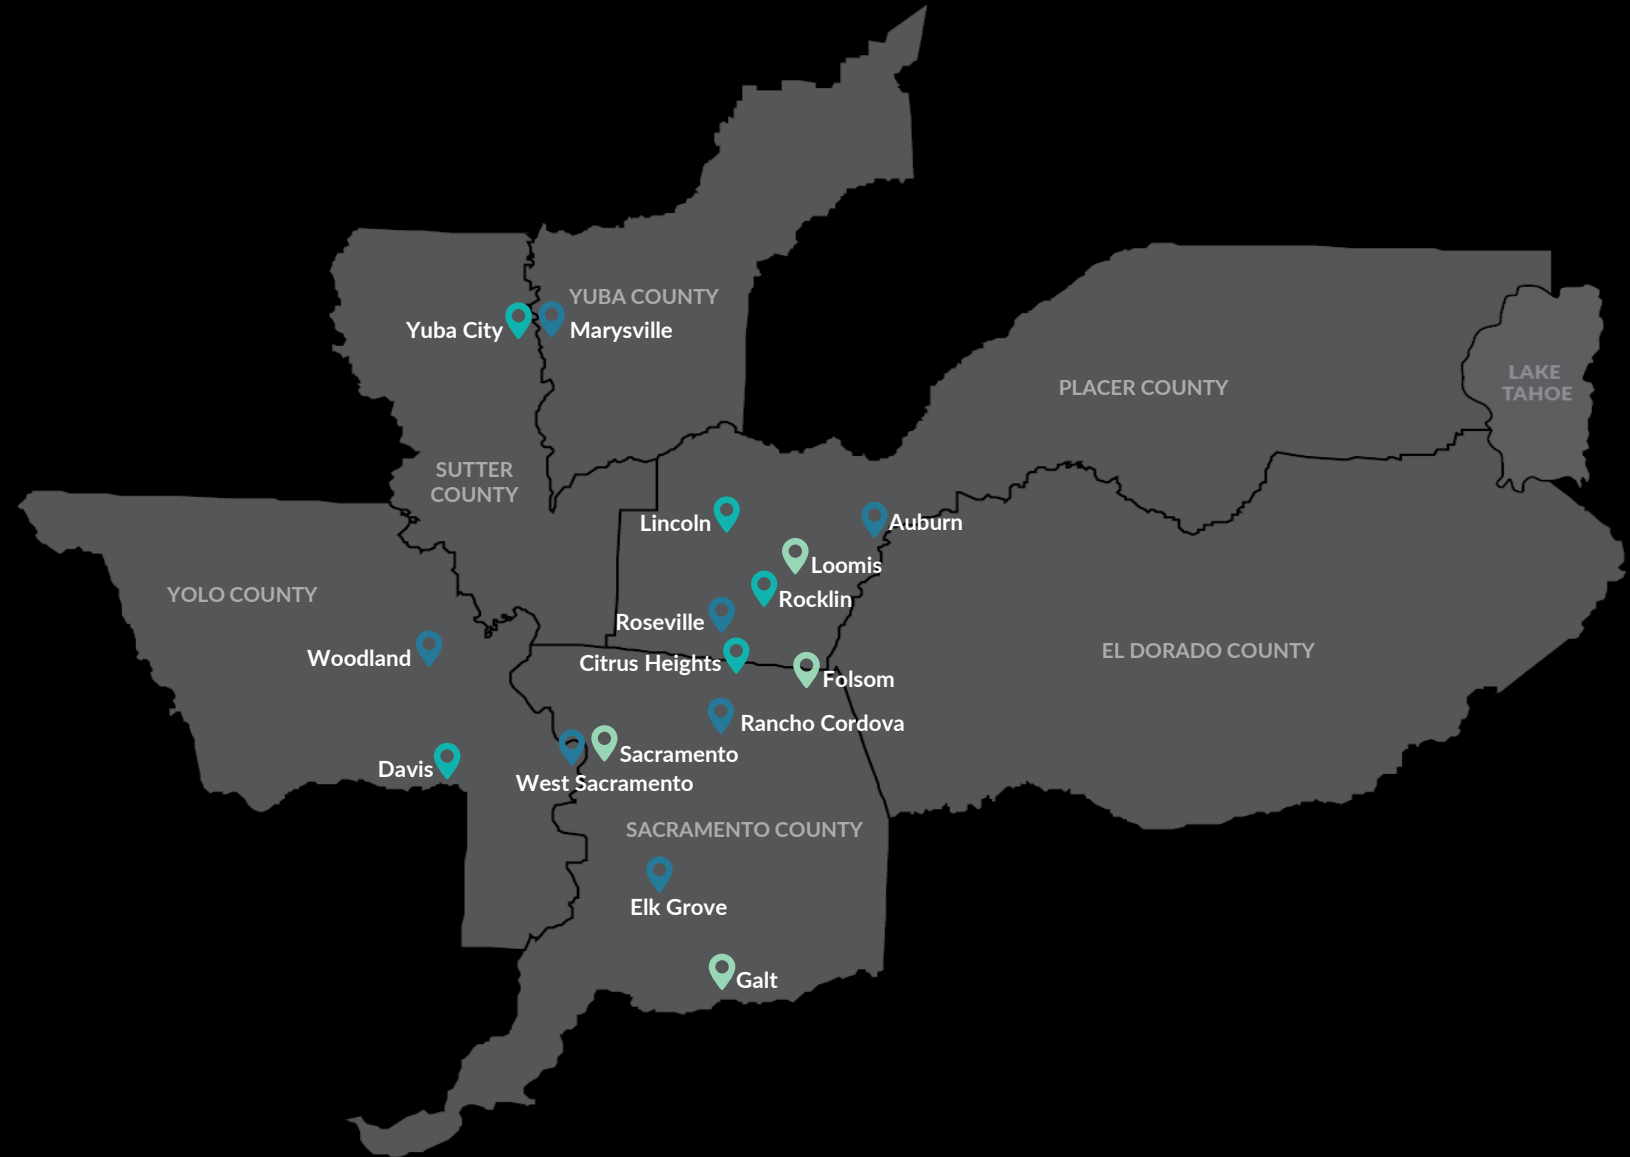 YUBA COUNTY
Yuba City
Marysville
LAKE
TAHOE
PLACER COUNTY
SUTTER
COUNTY
Lincoln
Auburn
Loomis
YOLO COUNTY
Rocklin
Roseville
EL DORADO COUNTY
Woodland
Citrus Heights
Folsom
Rancho Cordova
Sacramento
Davis
West Sacramento
SACRAMENTO COUNTY
Elk Grove
Galt